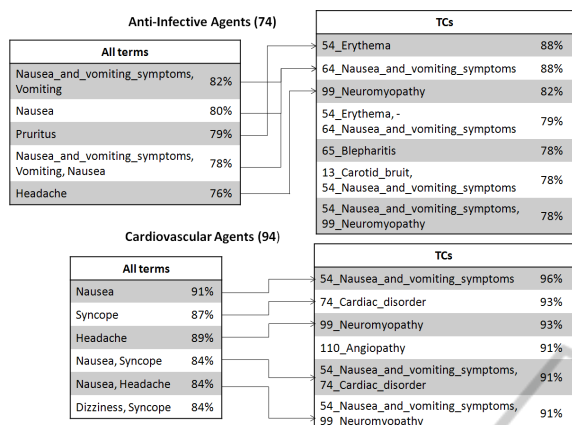 Anti-Infective Agents (74)
All terms
Nausea_and_vomiting_symptoms, 82%
Vomiting
Nausea 80%
Pruritus 79%
Nausea_and_vomiting_symptoms, 78%
Vomiting, Nausea
Headache 76%
TCs
54_Erythema 88%
64_Nausea_and_vomiting_symptoms 88%
99_Neuromyopathy 82%
54_Erythema, - 79%
64_Nausea_and_vomiting_symptoms
65_Blepharitis 78%
13_Carotid_bruit, 78%
54_Nausea_and_vomiting_symptoms
54_Nausea_and_vomiting_symptoms, 78%
99_Neuromyopathy
Cardiovascular Agents (94)
All terms
Nausea 91%
Syncope 87%
Headache 89%
Nausea, Syncope 84%
Nausea, Headache 84%
Dizziness, Syncope 84%
TCs
54_Nausea_and_vomiting_symptoms 96%
74_Cardiac_disorder 93%
99_Neuromyopathy 93%
110_Angiopathy 91%
54_Nausea_and_vomiting_symptoms, 91%
74_Cardiac_disorder
54_Nausea_and_vomiting_symptoms, 91%
99_Neuromyopathy